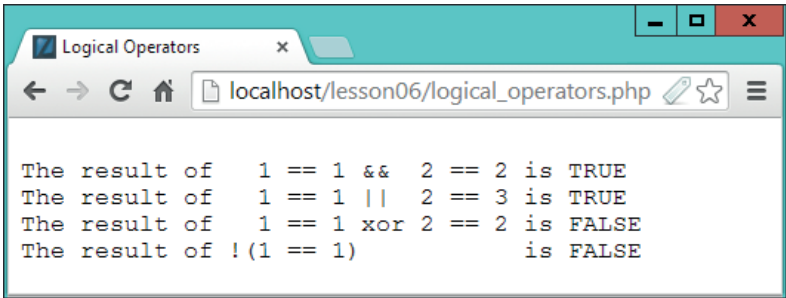 Logical Operators
localhost/lesson06/logical_operators.php
The result of   1 == 1 &&  2 == 2 is TRUE
The result of   1 == 1 ||  2 == 3 is TRUE
The result of   1 == 1 xor 2 == 2 is FALSE
The result of !(1 == 1)           is FALSE